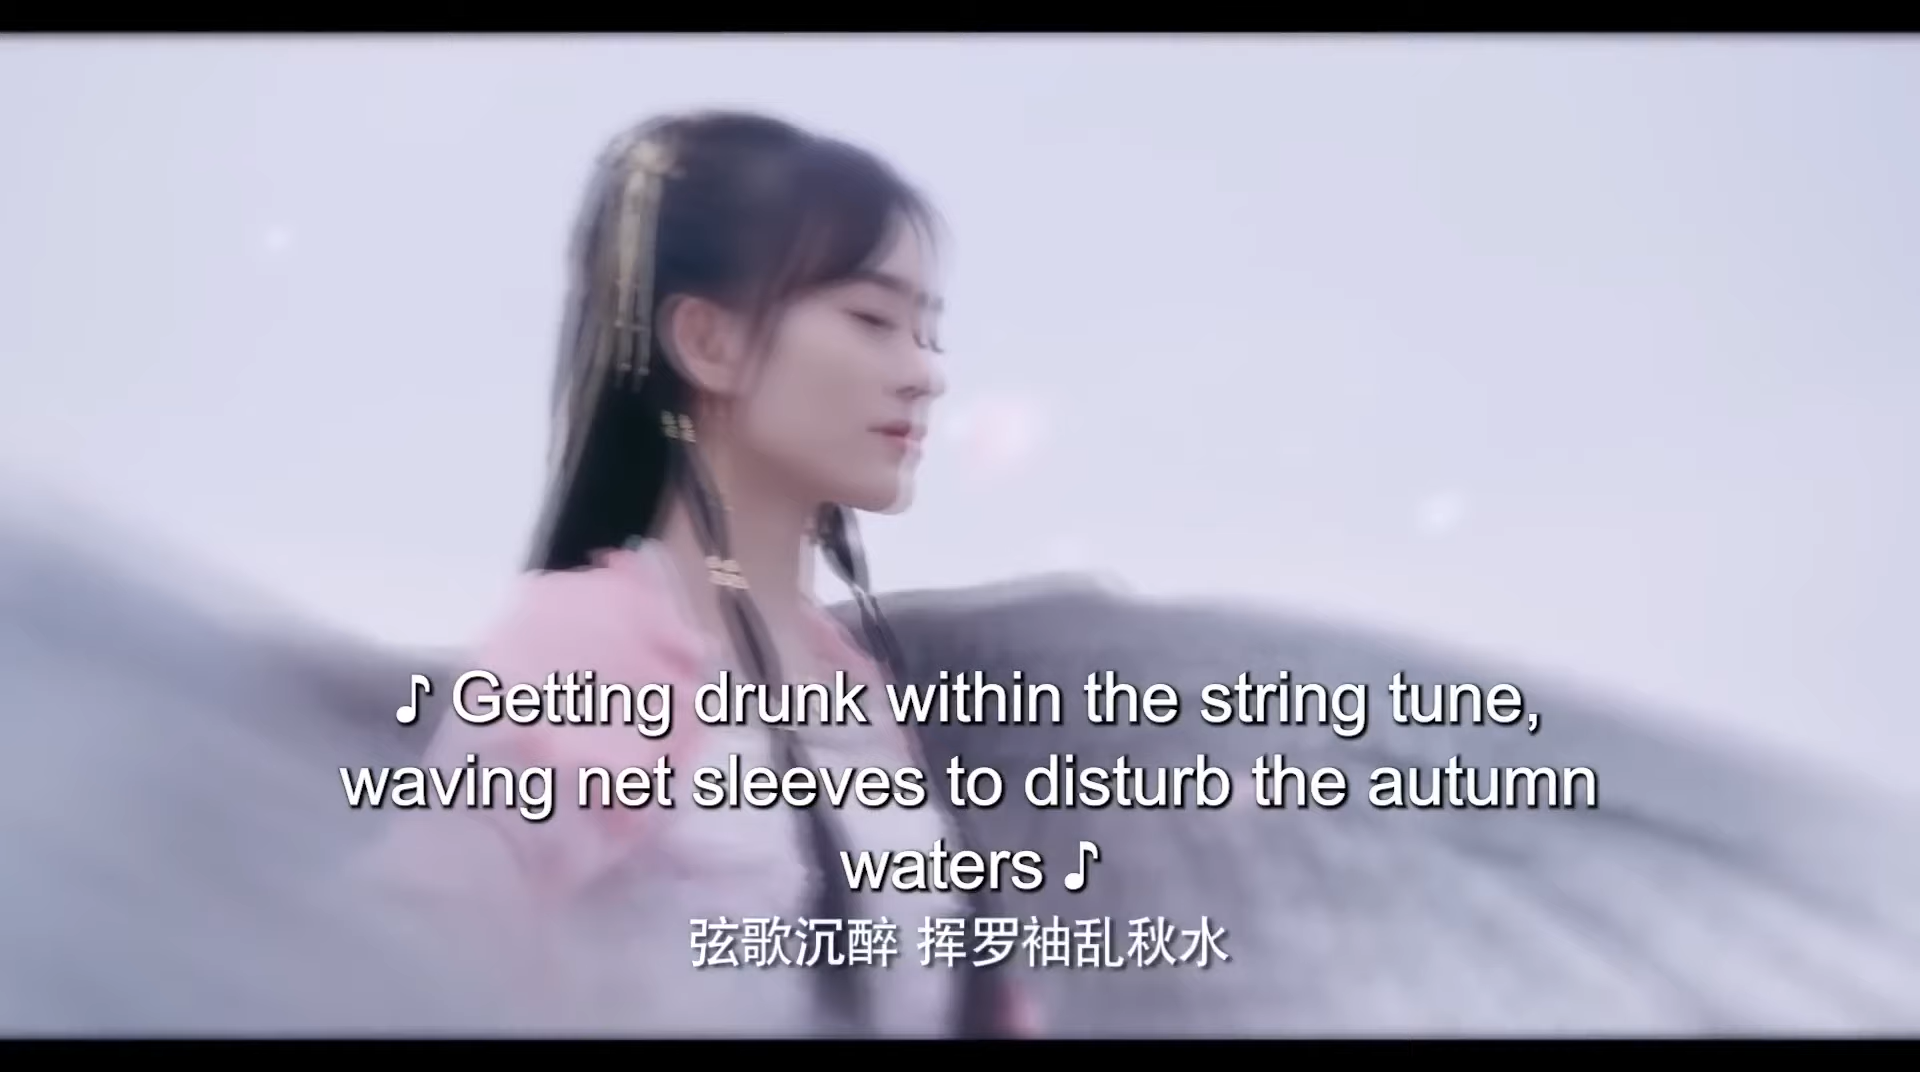 ♪ Getting drunk within the string tune,
waving net sleeves to disturb the autumn
waters ♪
弦歌沉醉 挥罗袖乱秋水